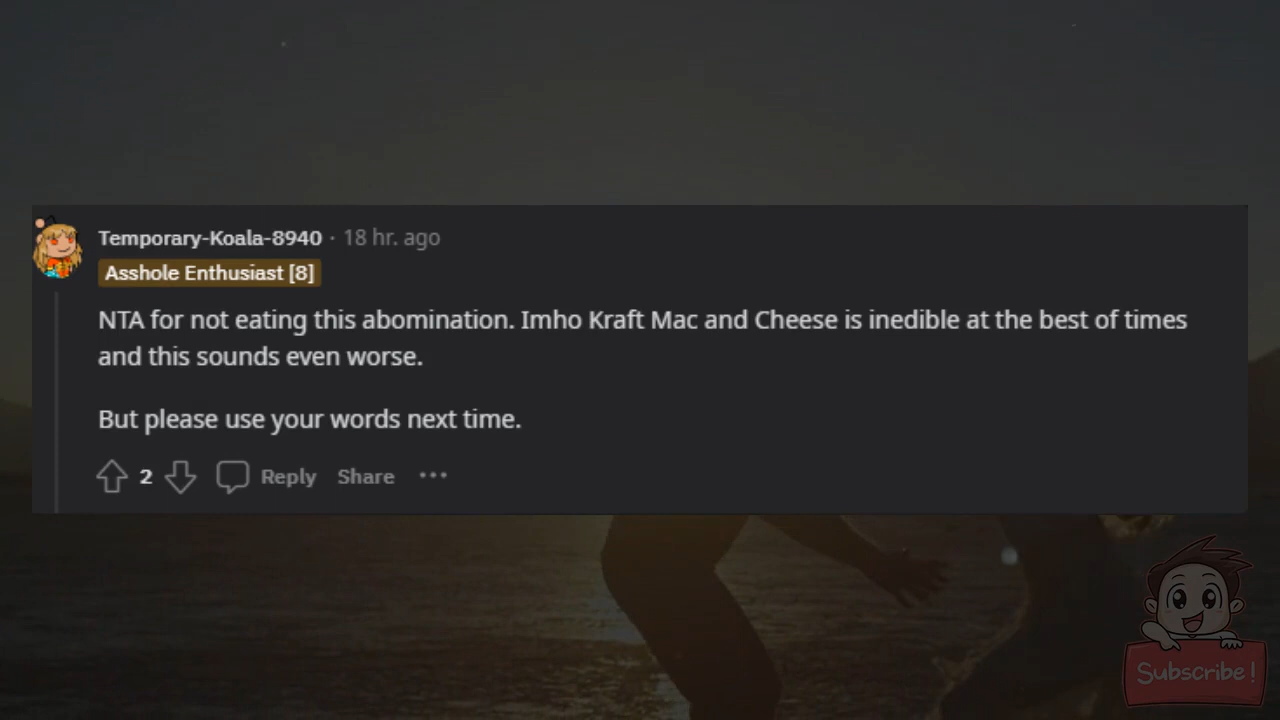 Temporary-Koala-8940 · 18 hr. ago
Asshole Enthusiast [8]
NTA for not eating this abomination. Imho Kraft Mac and Cheese is inedible at the best of times
and this sounds even worse.
But please use your words next time.
2 Reply Share ···
Subscribe!